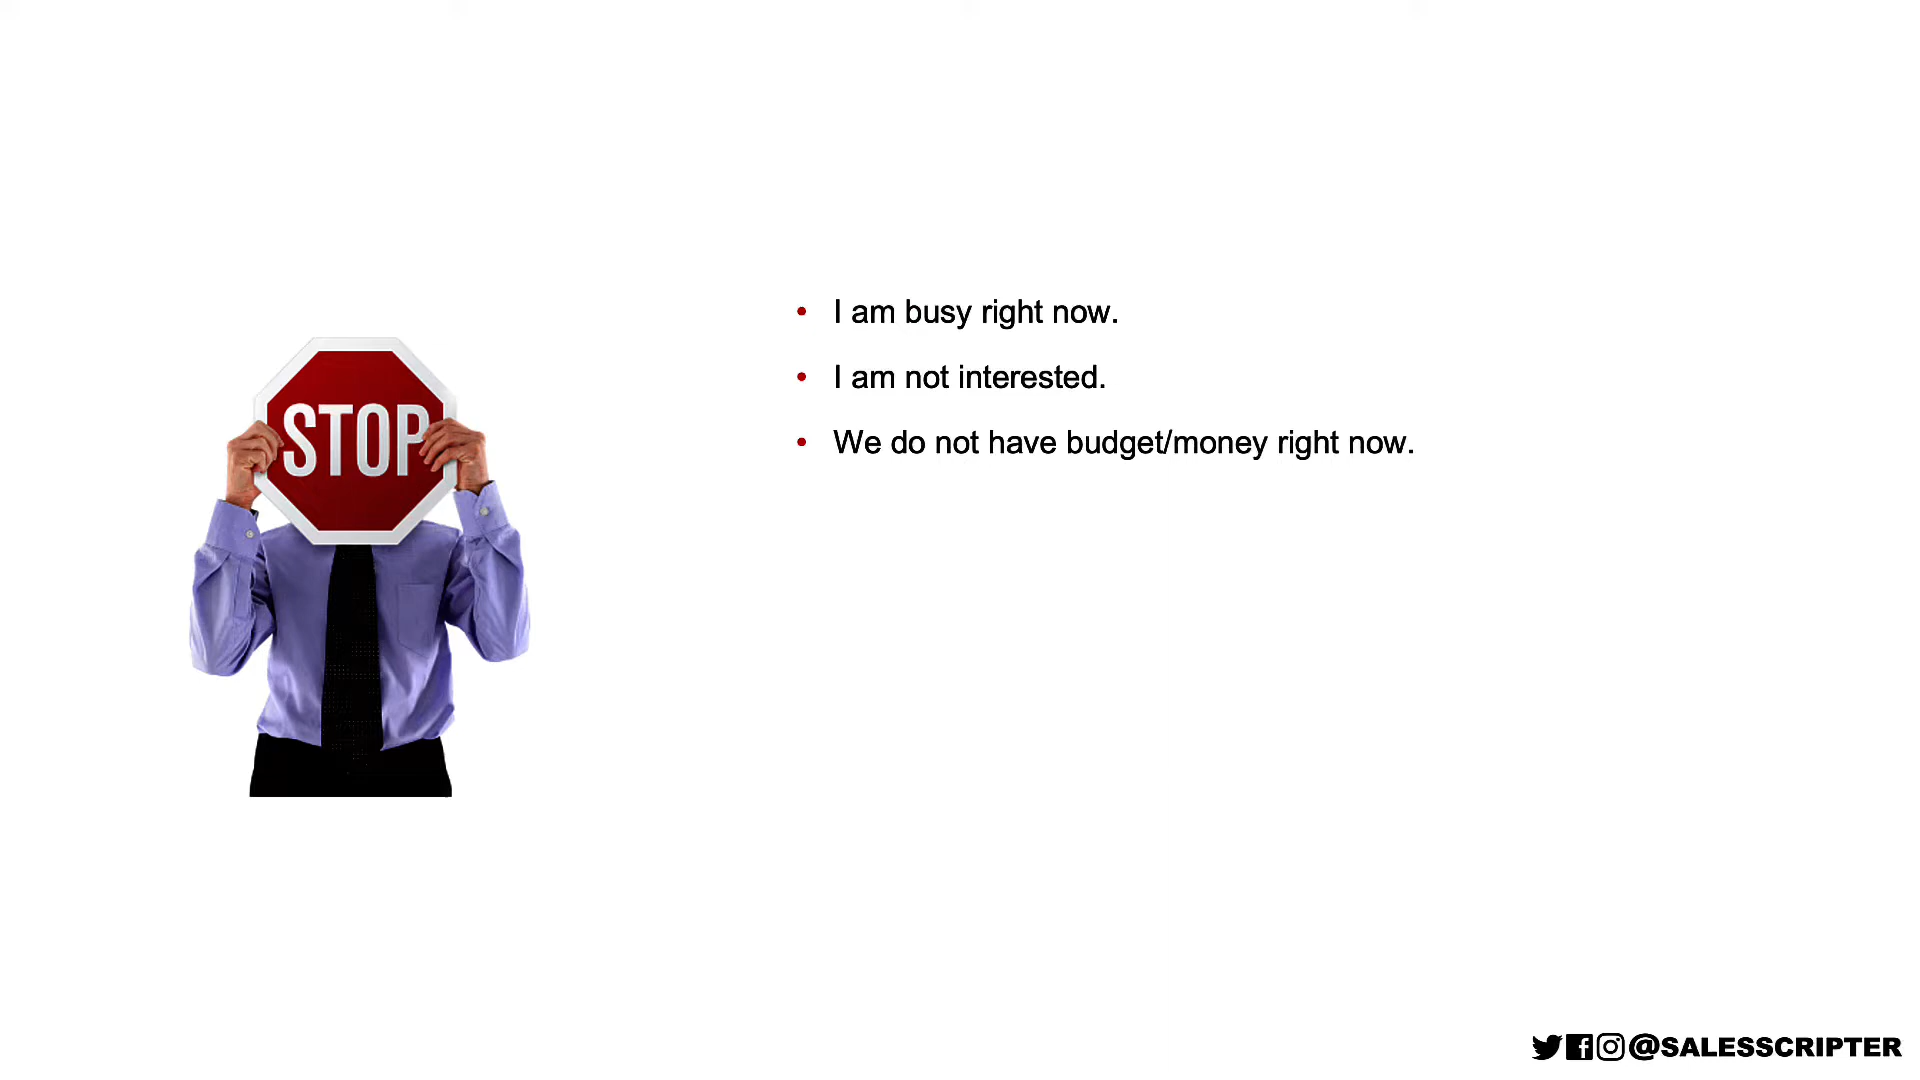 STOP
• I am busy right now.
• I am not interested.
• We do not have budget/money right now.
@SALESSCRIPTER